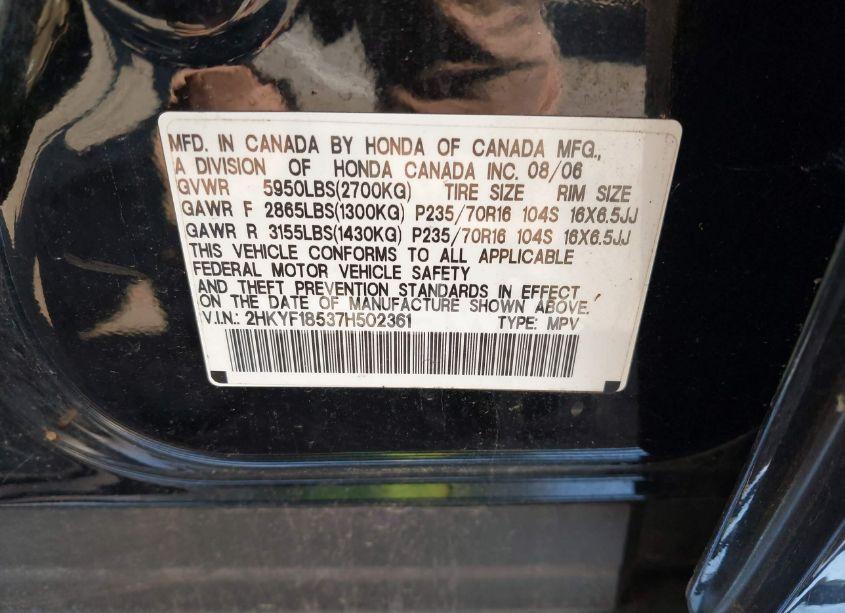 MFD. IN CANADA BY HONDA OF CANADA MFG.,
A DIVISION OF HONDA CANADA INC. 08/06
GVWR 5950LBS(2700KG) TIRE SIZE RIM SIZE
GAWR F 2865LBS(1300KG) P235/70R16 104S 16X6.5JJ
GAWR R 3155LBS(1430KG) P235/70R16 104S 16X6.5JJ
THIS VEHICLE CONFORMS TO ALL APPLICABLE
FEDERAL MOTOR VEHICLE SAFETY
AND THEFT PREVENTION STANDARDS IN EFFECT
ON THE DATE OF MANUFACTURE SHOWN ABOVE.
V.I.N.: 2HKYF18537H502361 TYPE: MPV